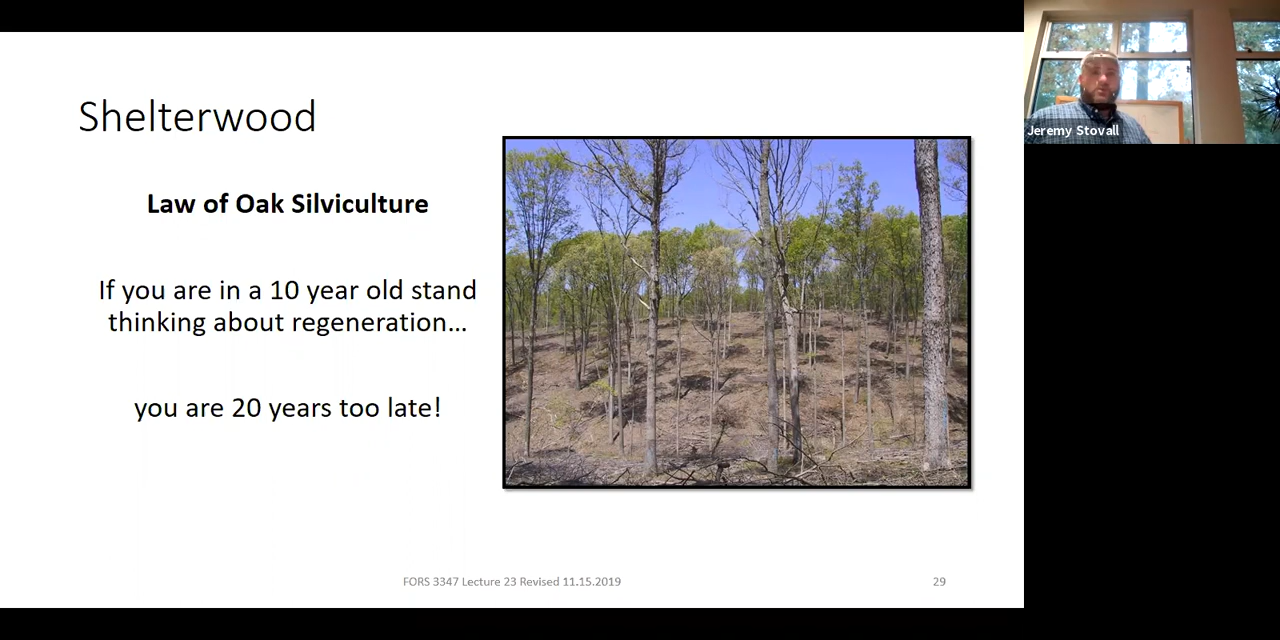 Shelterwood
Law of Oak Silviculture
If you are in a 10 year old stand
thinking about regeneration…
you are 20 years too late!
FORS 3347 Lecture 23 Revised 11.15.2019
29
Jeremy Stovall